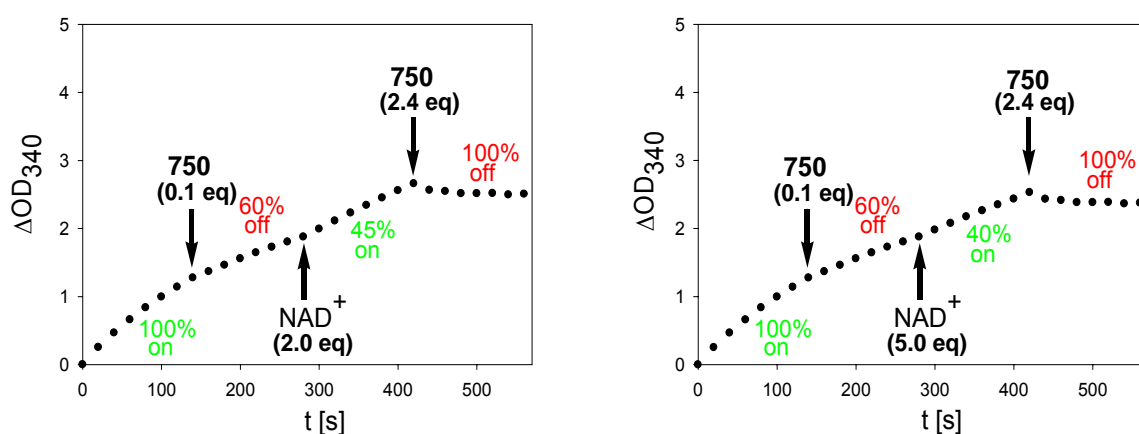 5
4
3
2
1
0
ΔOD340
750
(0.1 eq)
750
(2.4 eq)
100%
on
60%
off
45%
on
100%
off
NAD+
(2.0 eq)
0 100 200 300 400 500
t [s]
5
4
3
2
1
0
ΔOD340
750
(0.1 eq)
750
(2.4 eq)
100%
on
60%
off
40%
on
100%
off
NAD+
(5.0 eq)
0 100 200 300 400 500
t [s]